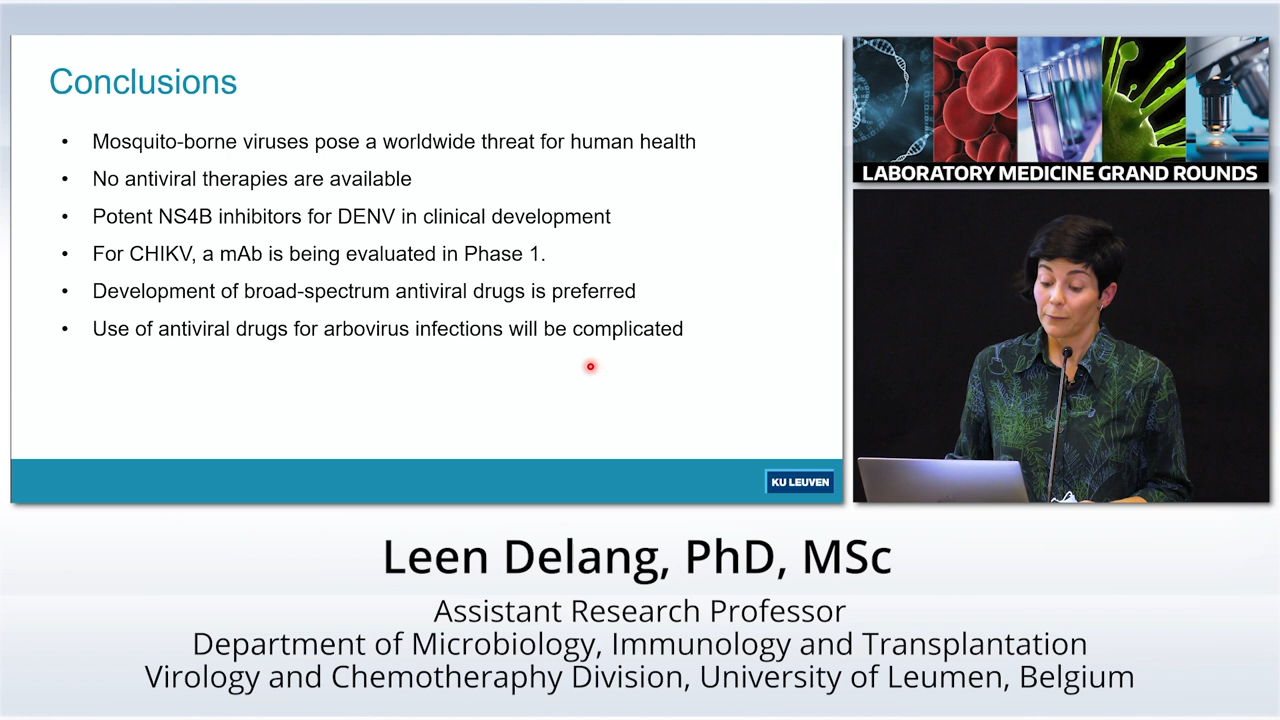 Conclusions
• Mosquito-borne viruses pose a worldwide threat for human health
• No antiviral therapies are available
• Potent NS4B inhibitors for DENV in clinical development
• For CHIKV, a mAb is being evaluated in Phase 1.
• Development of broad-spectrum antiviral drugs is preferred
• Use of antiviral drugs for arbovirus infections will be complicated
KU LEUVEN
LABORATORY MEDICINE GRAND ROUNDS
Leen Delang, PhD, MSc
Assistant Research Professor
Department of Microbiology, Immunology and Transplantation
Virology and Chemotheraphy Division, University of Leumen, Belgium